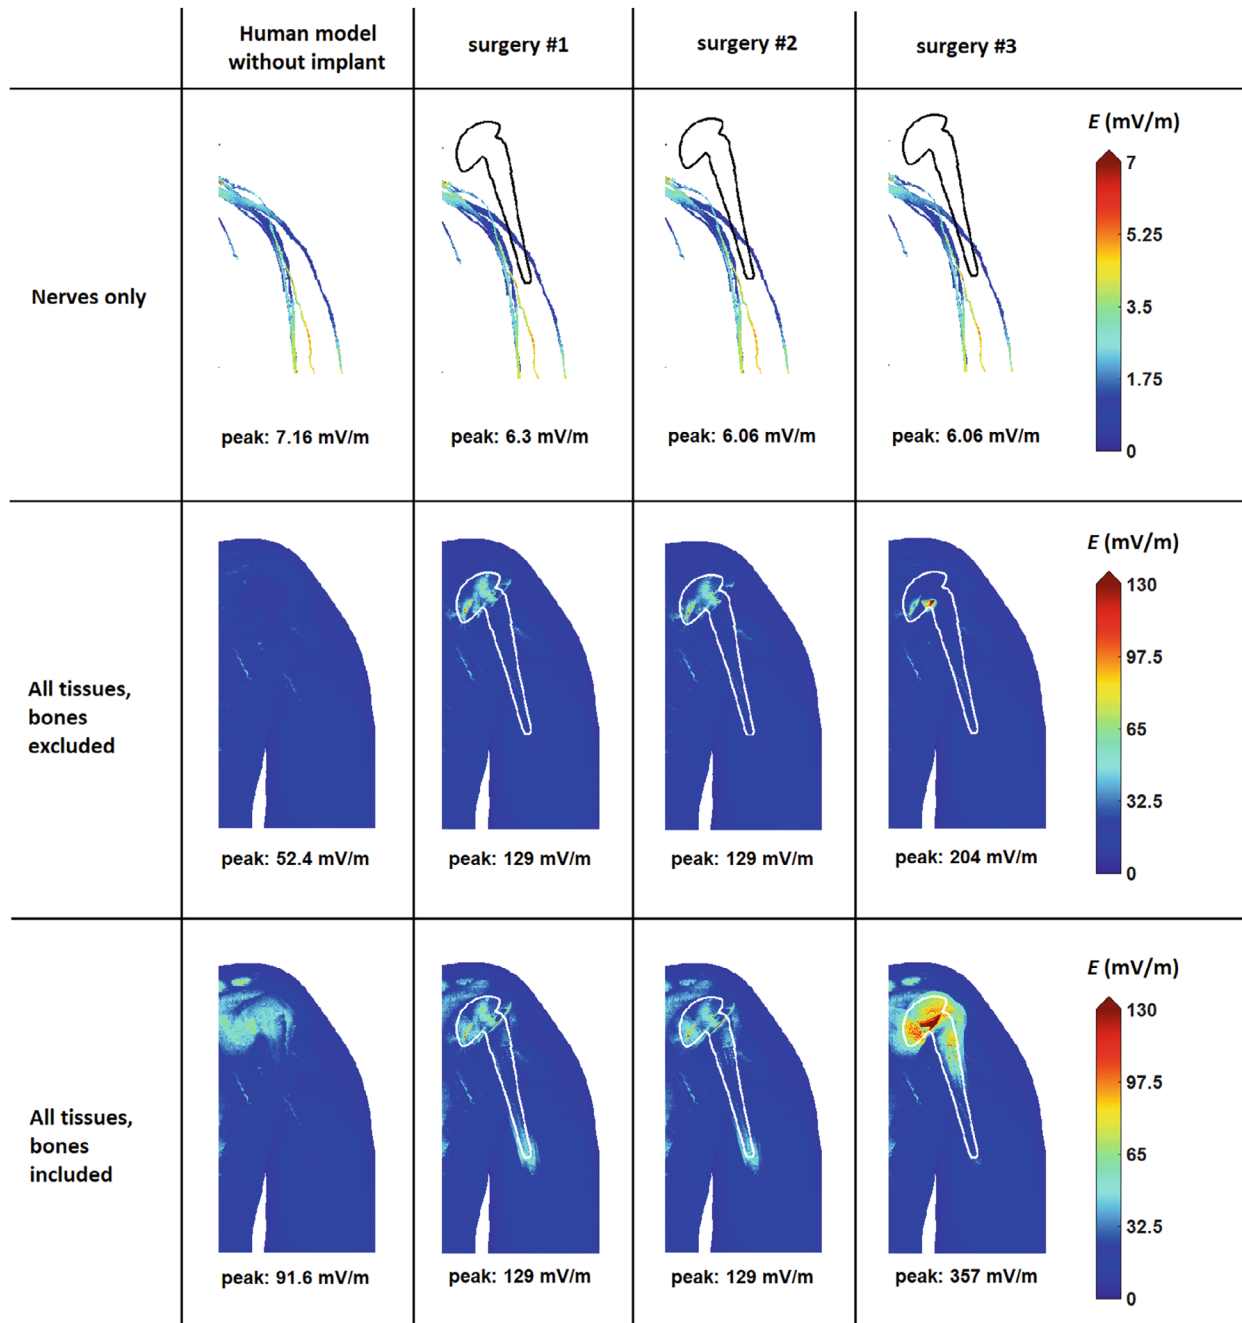 Human model
without implant
surgery #1
surgery #2
surgery #3
Nerves only
E (mV/m)
7
5.25
3.5
1.75
0
peak: 7.16 mV/m
peak: 6.3 mV/m
peak: 6.06 mV/m
peak: 6.06 mV/m
All tissues,
bones
excluded
E (mV/m)
130
97.5
65
32.5
0
peak: 52.4 mV/m
peak: 129 mV/m
peak: 129 mV/m
peak: 204 mV/m
All tissues,
bones
included
E (mV/m)
130
97.5
65
32.5
0
peak: 91.6 mV/m
peak: 129 mV/m
peak: 129 mV/m
peak: 357 mV/m